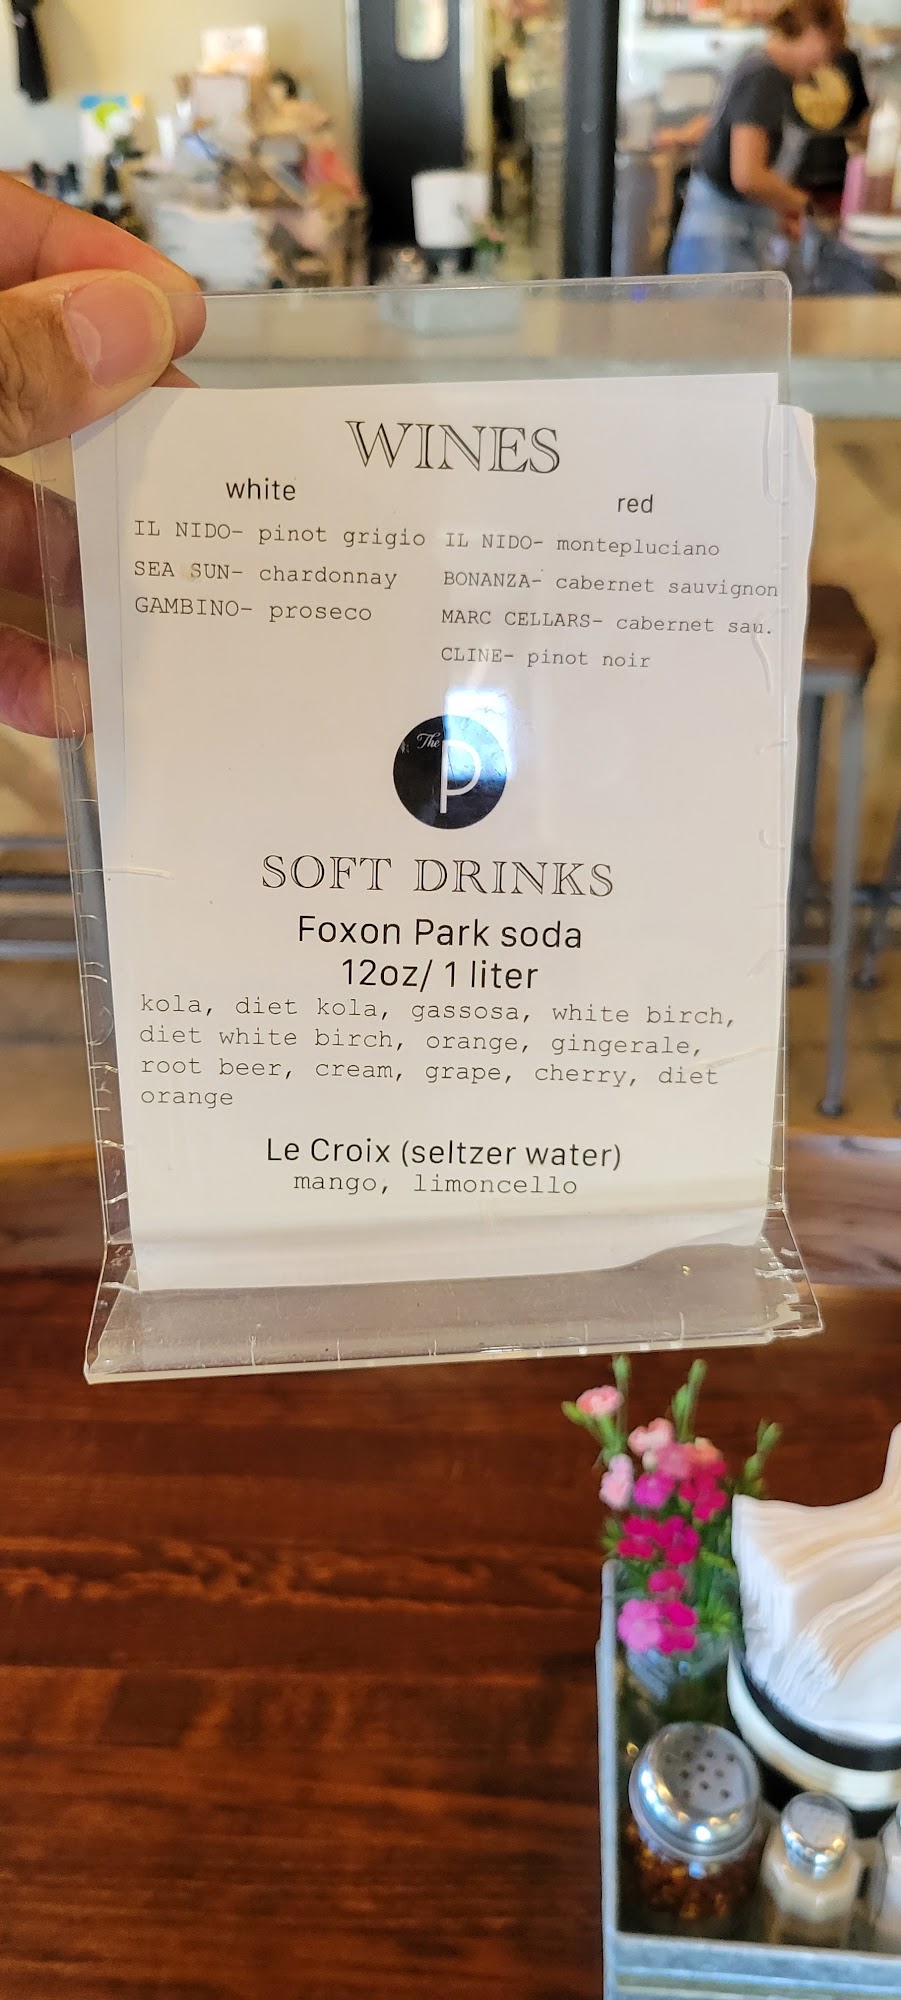 WINES
white
IL NIDO- pinot grigio
SEA SUN- chardonnay
GAMBINO- proseco
red
IL NIDO- montepluciano
BONANZA- cabernet sauvignon
MARC CELLARS- cabernet sau.
CLINE- pinot noir
The
P
SOFT DRINKS
Foxon Park soda
12oz/ 1 liter
kola, diet kola, gassosa, white birch,
diet white birch, orange, gingerale,
root beer, cream, grape, cherry, diet
orange
Le Croix (seltzer water)
mango, limoncello